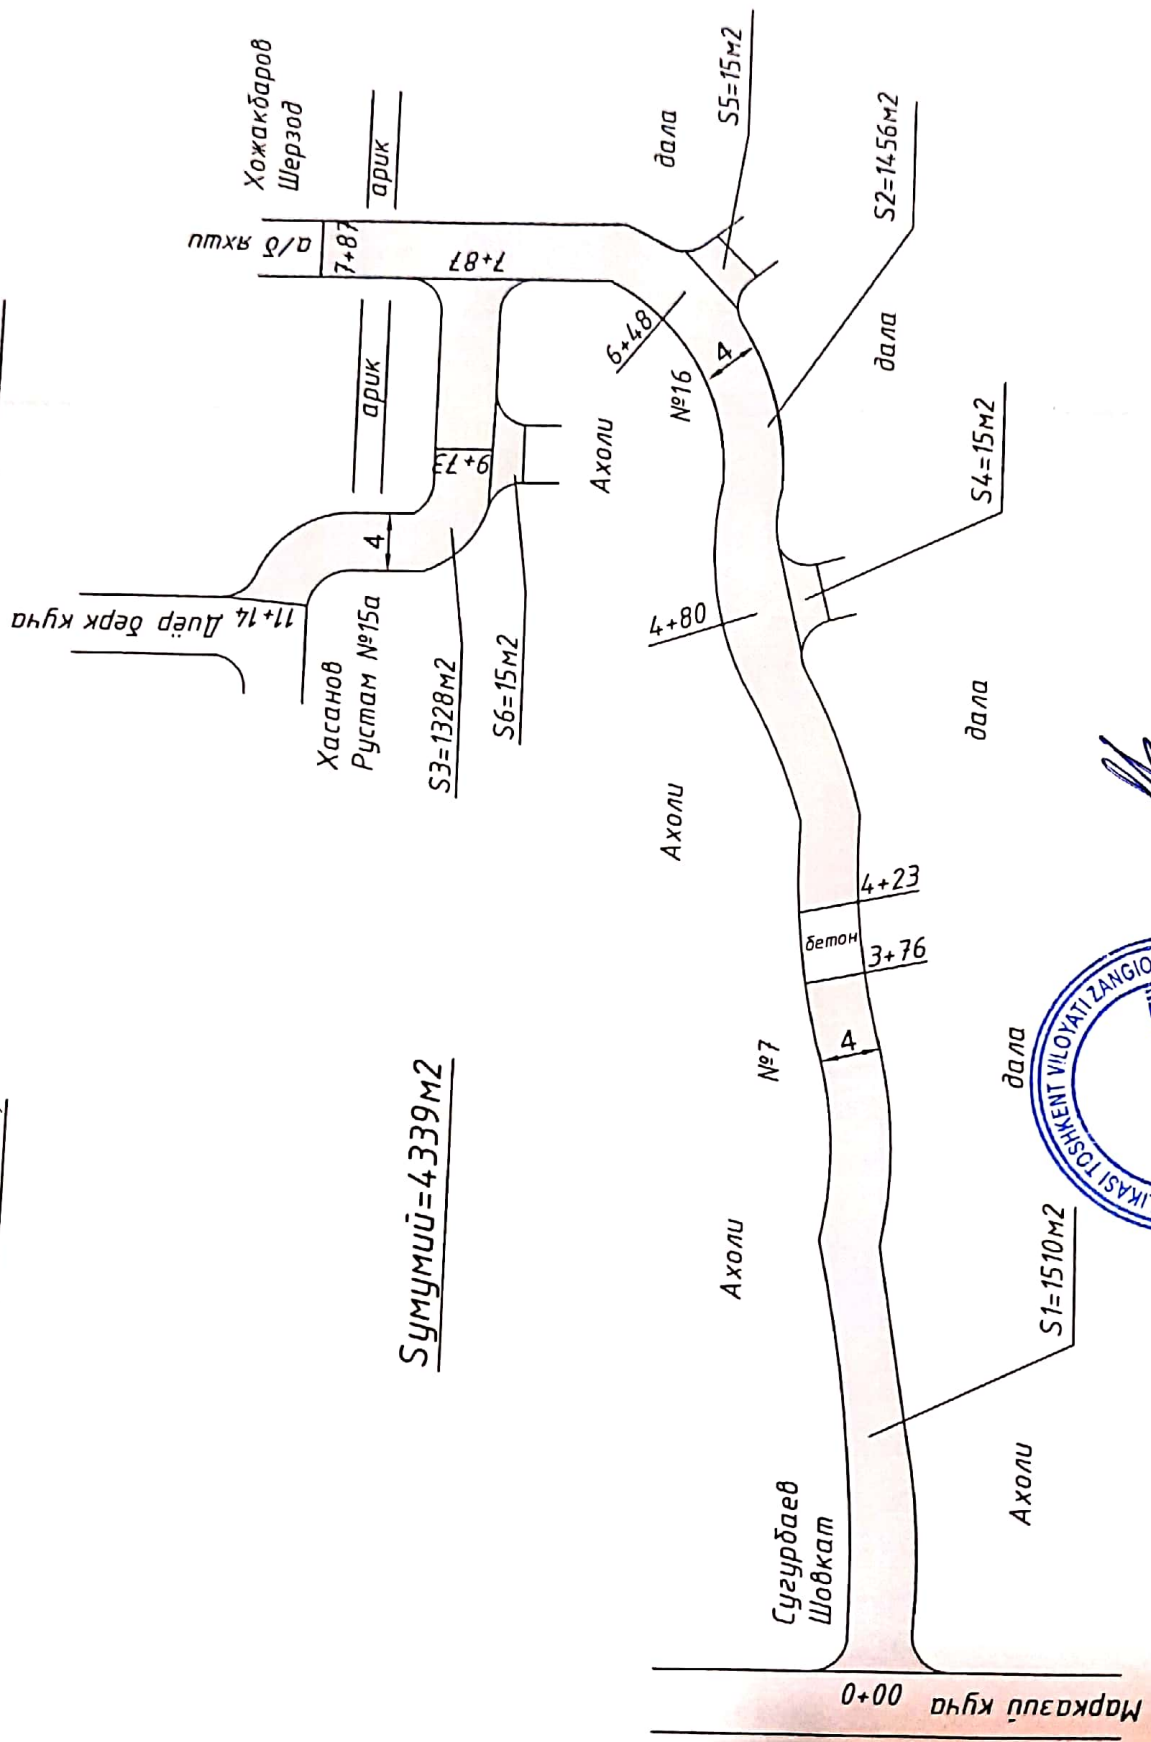 Хожакбаров
Шерзод
а/б яхши
7+87
арик
7+87
арик
дала
S5=15м2
S2=1456м2
6+48
4
№16
дала
9+73
Ахоли
S4=15м2
4
11+14 Диёр берк куча
Хасанов
Рустам №15а
S3=1328м2
S6=15м2
4+80
дала
Ахоли
4+23
бетон
3+76
4
№7
дала
Sумумий=4339м2
Ахоли
S1=1510м2
Сугурбаев
Шовкат
Ахоли
0+00
Марказий куча
LIKASI TOSHKENT VILOYATI ZANGIO